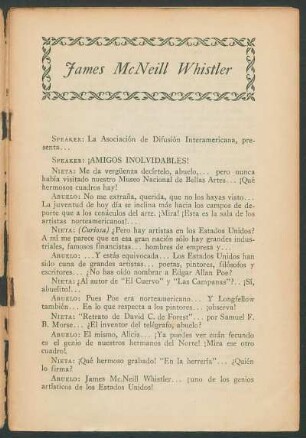 James McNeill Whistler
SPEAKER: La Asociación de Difusión Interamericana, pre-
senta...
SPEAKER: ¡AMIGOS INOLVIDABLES!
NIETA: Me da vergüenza decírtelo, abuelo,... pero nunca
había visitado nuestro Museo Nacional de Bellas Artes... ¡Qué
hermosos cuadros hay!
ABUELO: No me extraña, querida, que no los hayas visto...
La juventud de hoy día se inclina más hacia los campos de de-
porte que a los cenáculos del arte. ¡Mira! ¡Esta es la sala de los
artistas norteamericanos!...
NIETA: (Curiosa) ¿Pero hay artistas en los Estados Unidos?
A mí me parece que en esa gran nación sólo hay grandes indus-
triales, famosos financistas... hombres de empresa y...
ABUELO: ...Y estás equivocada... Los Estados Unidos han
sido cuna de grandes artistas... poetas, pintores, filósofos y
escritores... ¿No has oído nombrar a Edgar Allan Poe?
NIETA: ¿Al autor de "El Cuervo" y "Las Campanas"?... ¡Sí,
abuelito!...
ABUELO: Pues Poe era norteamericano... Y Longfellow
también... En lo que respecta a los pintores... ¡observa!
NIETA: "Retrato de David C. de Forest"... por Samuel F.
B. Morse... ¿El inventor del telégrafo, abuelo?
ABUELO: El mismo, Alicia... ¡Ya puedes ver cuán fecundo
es el genio de nuestros hermanos del Norte! ¡Mira ese otro
cuadro!
NIETA: ¡Qué hermoso grabado! "En la herrería"... ¿Quién
lo firma?
ABUELO: James McNeill Whistler... ¡uno de los genios
artísticos de los Estados Unidos!